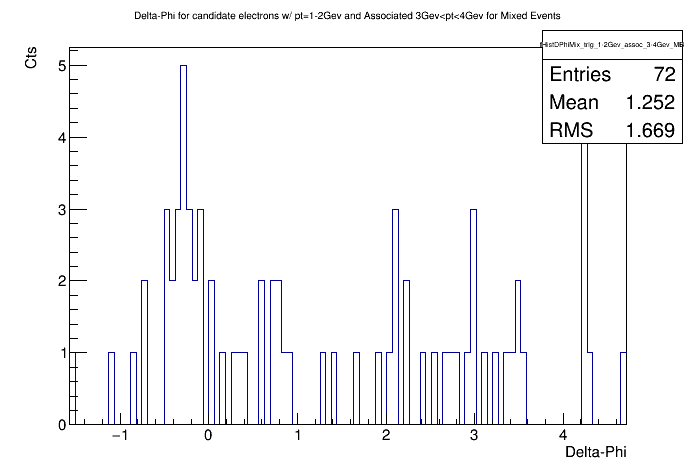 Delta-Phi for candidate electrons w/ pt=1-2Gev and Associated 3Gev<pt<4Gev for Mixed Events
HistDPhiMix_trig_1-2Gev_assoc_3-4Gev_MB
Entries 72
Mean 1.252
RMS 1.669
Cts
5
4
3
2
1
0
−1 0 1 2 3 4
Delta-Phi